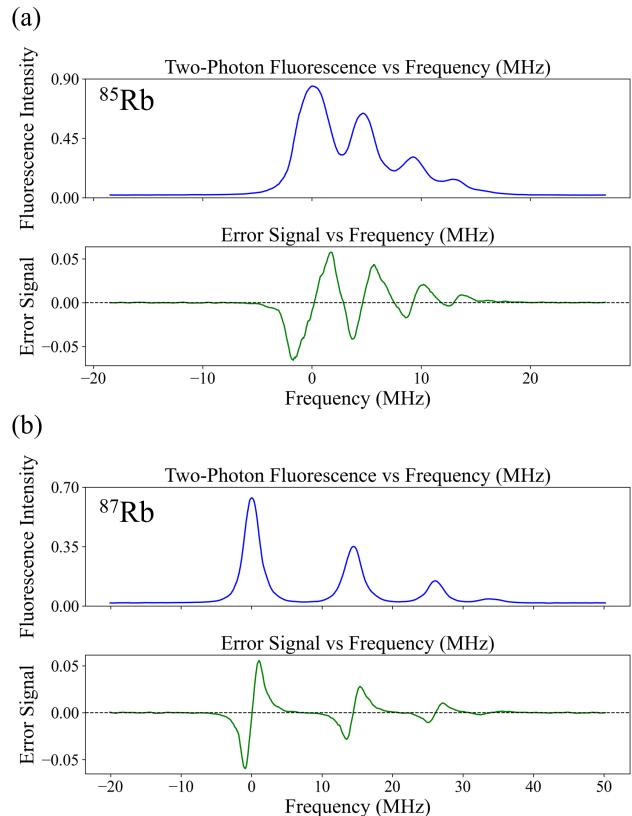 (a)
Two-Photon Fluorescence vs Frequency (MHz)
Fluorescence Intensity
0.90
0.45
0.00
⁸⁵Rb
Error Signal vs Frequency (MHz)
Error Signal
0.05
0.00
−0.05
−20 −10 0 10 20
Frequency (MHz)
(b)
Two-Photon Fluorescence vs Frequency (MHz)
Fluorescence Intensity
0.70
0.35
0.00
⁸⁷Rb
Error Signal vs Frequency (MHz)
Error Signal
0.05
0.00
−0.05
−20 −10 0 10 20 30 40 50
Frequency (MHz)